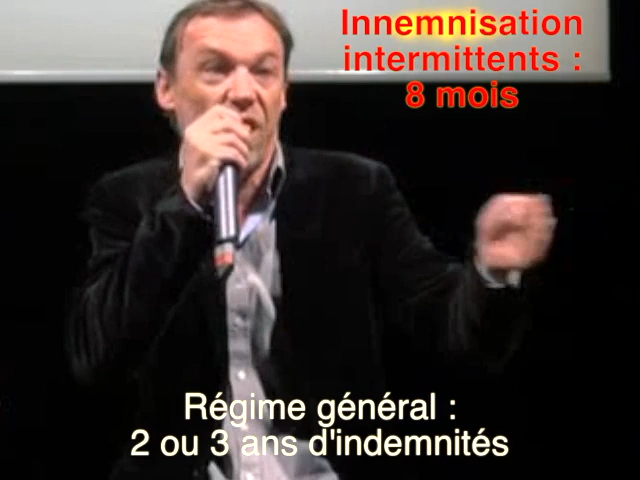 Innemnisation
intermittents :
8 mois
Régime général :
2 ou 3 ans d'indemnités